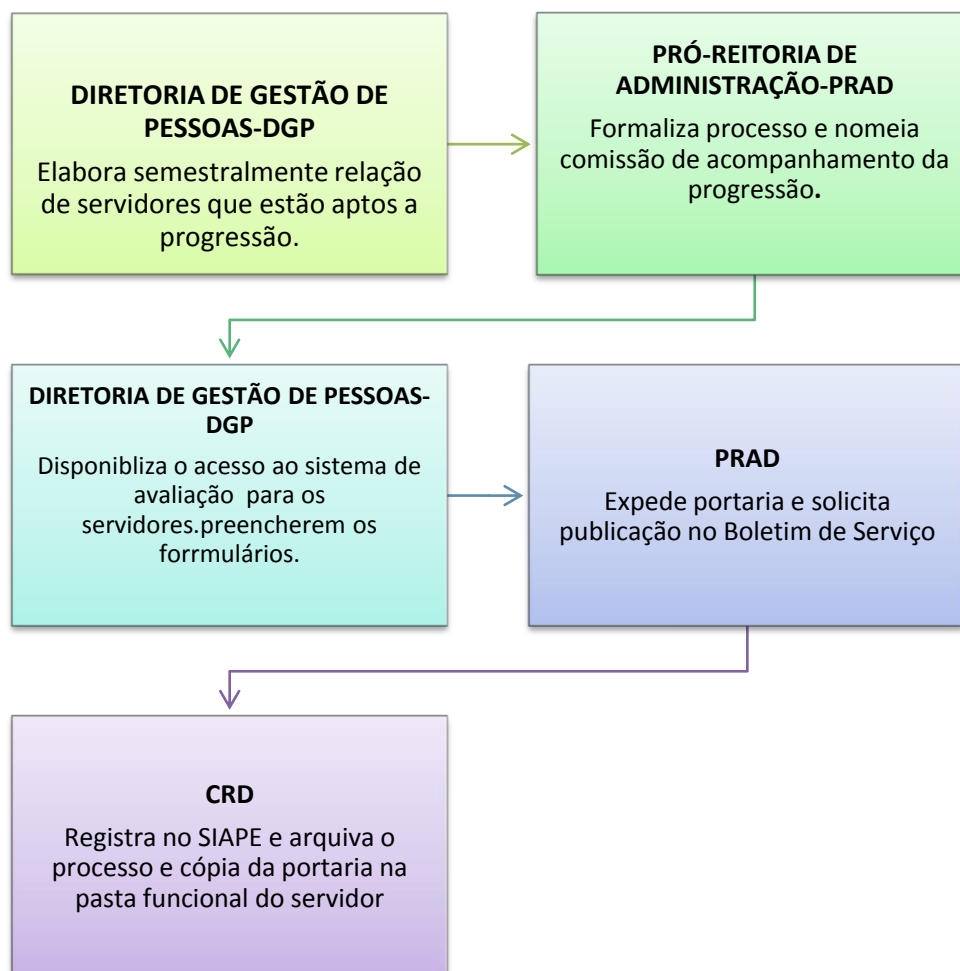 DIRETORIA DE GESTÃO DE
PESSOAS-DGP
Elabora semestralmente relação
de servidores que estão aptos a
progressão.
PRÓ-REITORIA DE
ADMINISTRAÇÃO-PRAD
Formaliza processo e nomeia
comissão de acompanhamento da
progressão.
DIRETORIA DE GESTÃO DE PESSOAS-
DGP
Disponibliza o acesso ao sistema de
avaliação para os
servidores.preencherem os
forrmulários.
PRAD
Expede portaria e solicita
publicação no Boletim de Serviço
CRD
Registra no SIAPE e arquiva o
processo e cópia da portaria na
pasta funcional do servidor